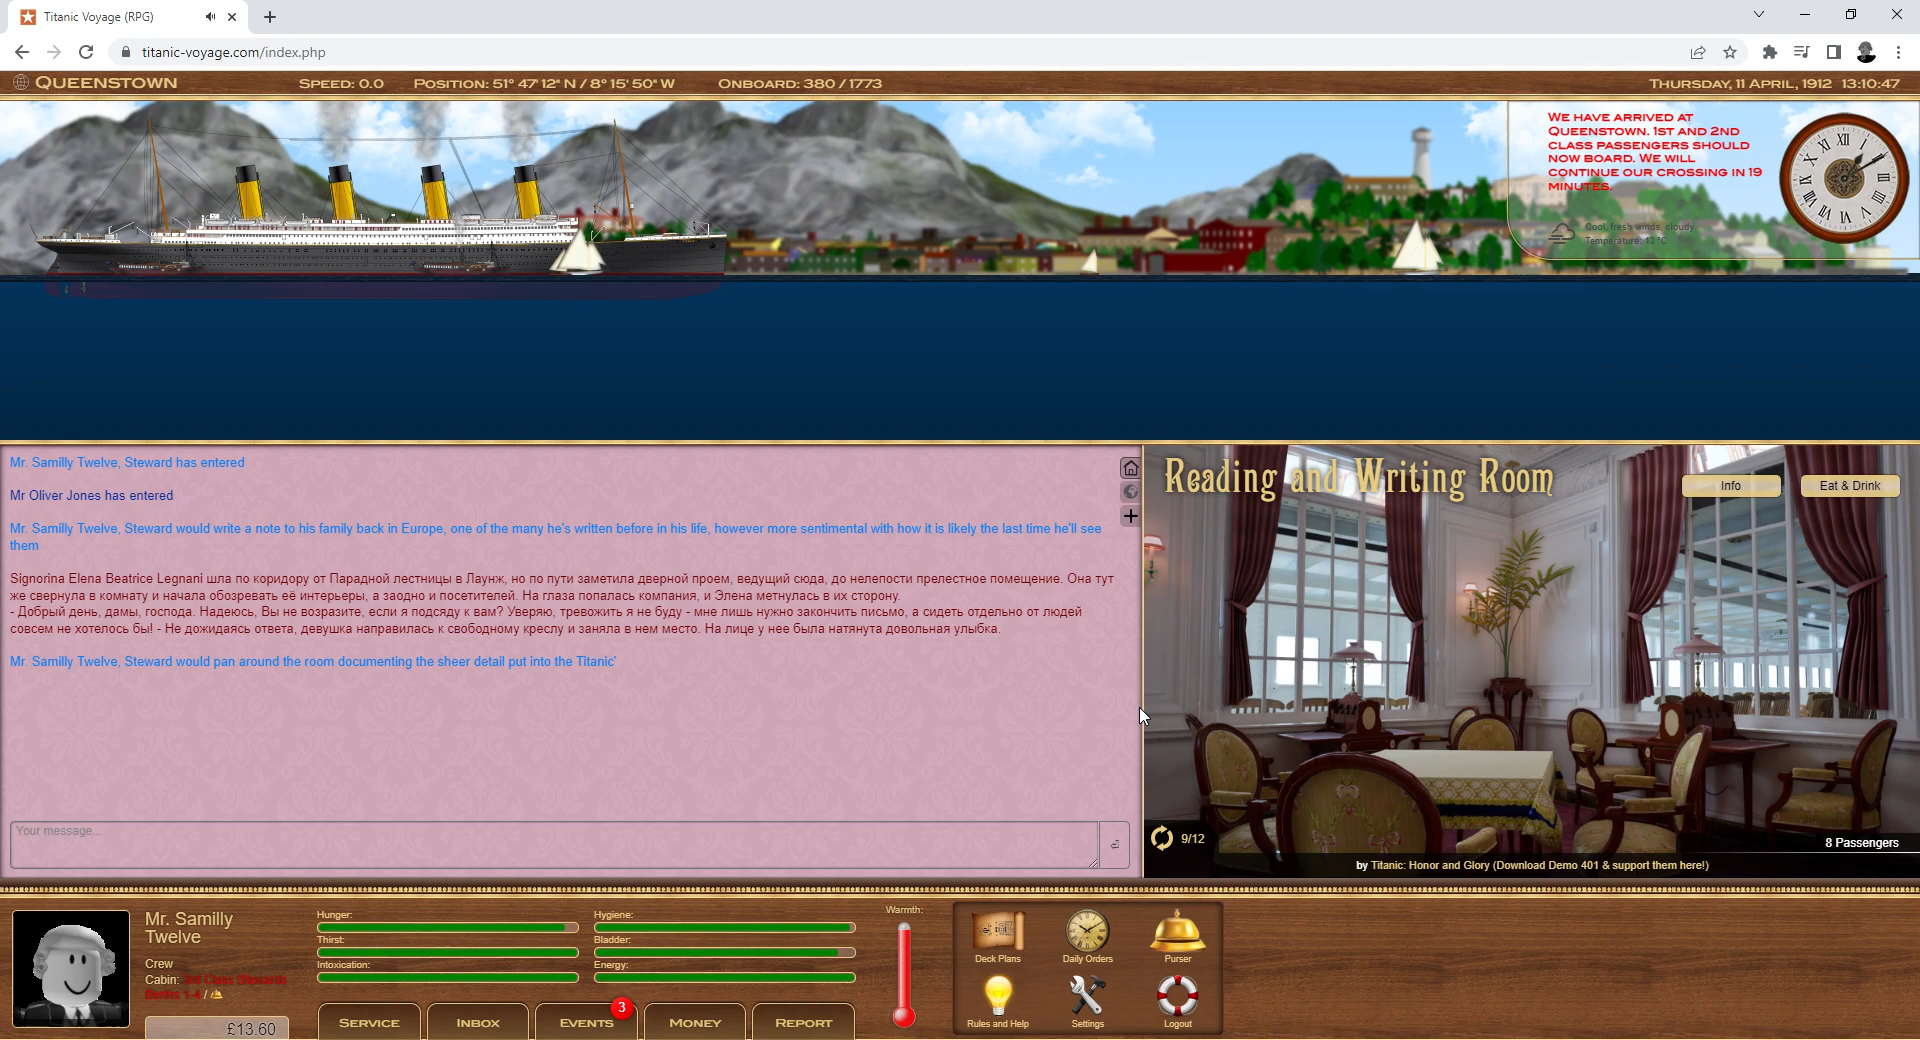 Titanic Voyage (RPG)
titanic-voyage.com/index.php
QUEENSTOWN SPEED: 0.0 POSITION: 51° 47' 12" N / 8° 15' 50" W ONBOARD: 380 / 1773 THURSDAY, 11 APRIL, 1912 13:10:47
WE HAVE ARRIVED AT
QUEENSTOWN. 1ST AND 2ND
CLASS PASSENGERS SHOULD
NOW BOARD. WE WILL
CONTINUE OUR CROSSING IN 19
MINUTES.
Cool, fresh winds, cloudy
Temperature: 13 °C
Mr. Samilly Twelve, Steward has entered
Mr Oliver Jones has entered
Mr. Samilly Twelve, Steward would write a note to his family back in Europe, one of the many he's written before in his life, however more sentimental with how it is likely the last time he'll see
them
Signorina Elena Beatrice Legnani шла по коридору от Парадной лестницы в Лаунж, но по пути заметила дверной проем, ведущий сюда, до нелепости прелестное помещение. Она тут
же свернула в комнату и начала обозревать её интерьеры, а заодно и посетителей. На глаза попалась компания, и Элена метнулась в их сторону.
- Добрый день, дамы, господа. Надеюсь, Вы не возразите, если я подсяду к вам? Уверяю, тревожить я не буду - мне лишь нужно закончить письмо, а сидеть отдельно от людей
совсем не хотелось бы! - Не дожидаясь ответа, девушка направилась к свободному креслу и заняла в нем место. На лице у нее была натянута довольная улыбка.
Mr. Samilly Twelve, Steward would pan around the room documenting the sheer detail put into the Titanic'
Your message...
Reading and Writing Room
Info
Eat & Drink
9/12
8 Passengers
by Titanic: Honor and Glory (Download Demo 401 & support them here!)
Mr. Samilly
Twelve
Crew
Cabin: 3rd Class Stewards
Berths 1-4 /
£13.60
Hunger:
Thirst:
Intoxication:
Hygiene:
Bladder:
Energy:
Warmth:
SERVICE
INBOX
EVENTS 3
MONEY
REPORT
Deck Plans
Daily Orders
Purser
Rules and Help
Settings
Logout